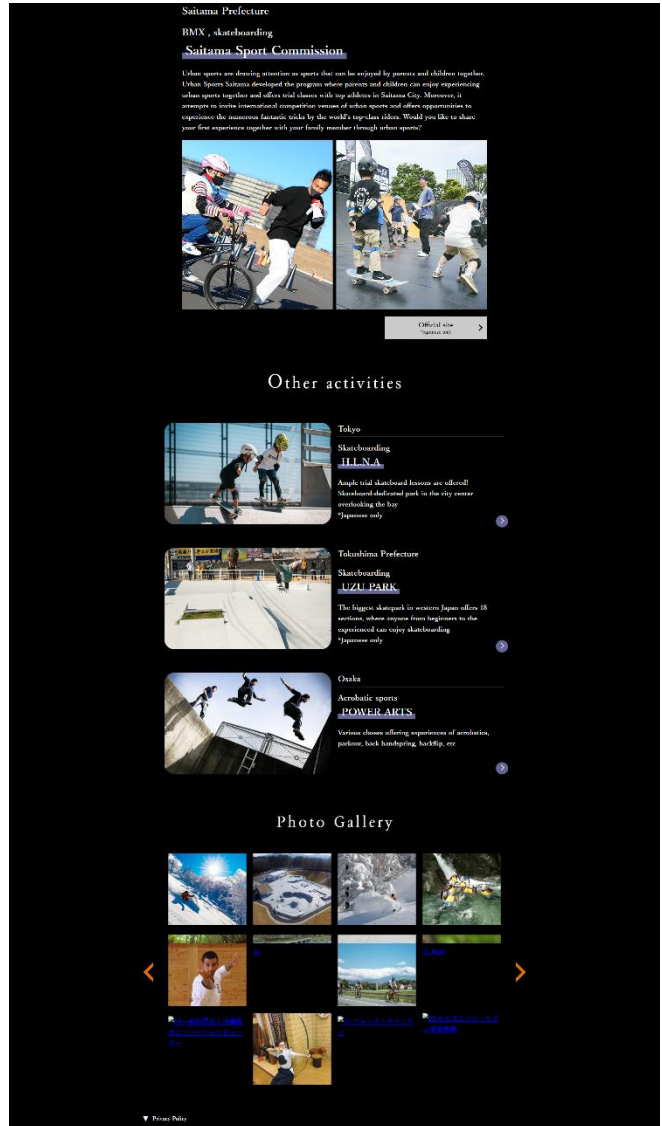 Saitama Prefecture
BMX , skateboarding
Saitama Sport Commission
Urban sports are drawing attention as sports that can be enjoyed by parents and children together.
Urban Sports Saitama developed the program where parents and children can enjoy experiencing
urban sports together and offers trial classes with top athletes in Saitama City. Moreover, it
attempts to invite international competition venues of urban sports and offers opportunities to
experience the numerous fantastic tricks by the world's top-class riders. Would you like to share
your first experience together with your family member through urban sports?
Official site
*Japanese only
Other activities
Tokyo
Skateboarding
H.L.N.A
Ample trial skateboard lessons are offered!
Skateboard-dedicated park in the city center
overlooking the bay
*Japanese only
Tokushima Prefecture
Skateboarding
UZU PARK
The biggest skatepark in western Japan offers 18
sections, where anyone from beginners to the
experienced can enjoy skateboarding
*Japanese only
Osaka
Acrobatic sports
POWER ARTS
Various classes offering experiences of acrobatics,
parkour, back handspring, backflip, etc
Photo Gallery
▼ Privacy Policy